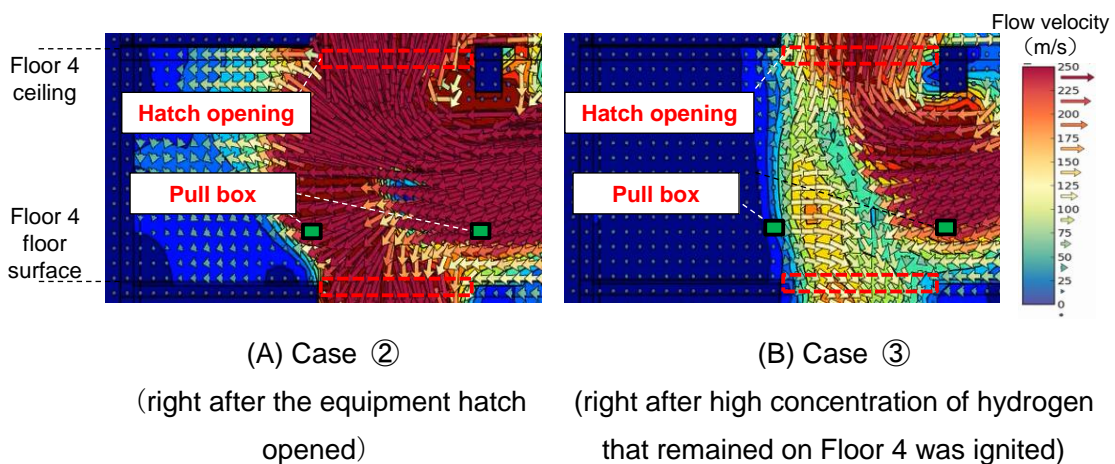 Flow velocity
（m/s）
Floor 4
ceiling
Hatch opening
Pull box
Floor 4
floor
surface
Hatch opening
Pull box
250
225
200
175
150
125
100
75
50
25
0
(A) Case ②
（right after the equipment hatch
opened）
(B) Case ③
(right after high concentration of hydrogen
that remained on Floor 4 was ignited)